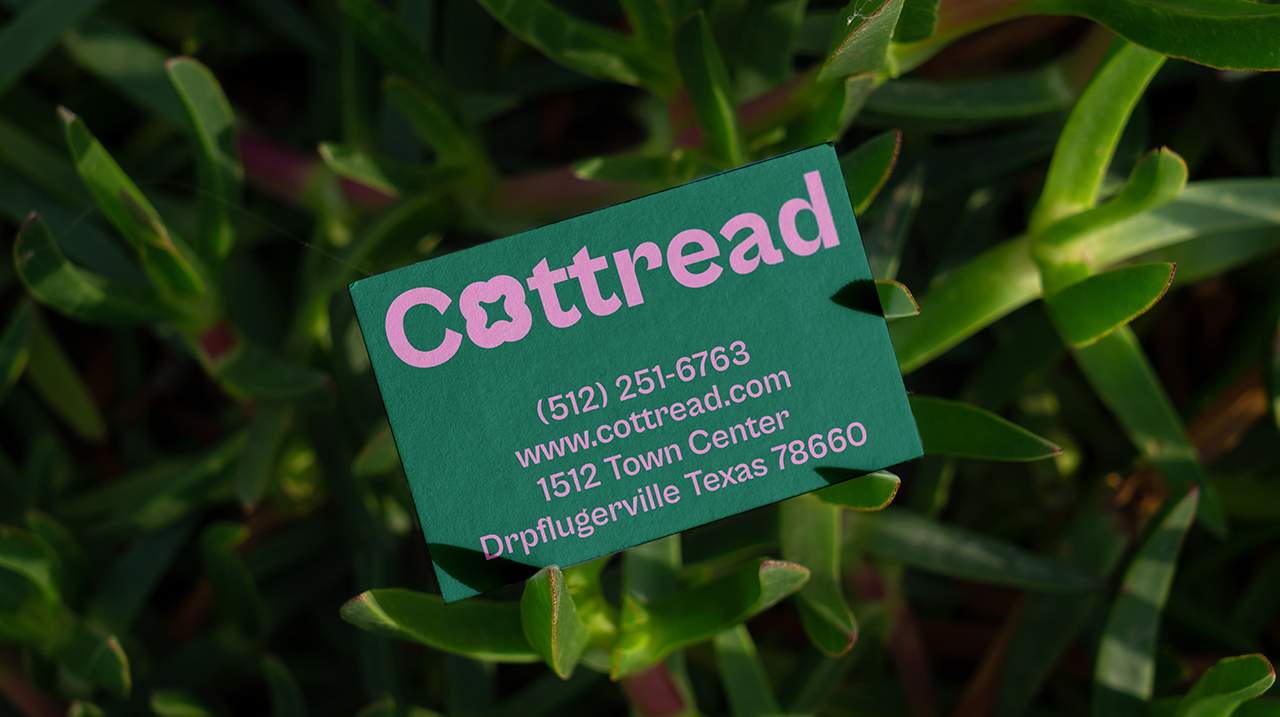 Cottread
(512) 251-6763
www.cottread.com
1512 Town Center
Drpflugerville Texas 78660